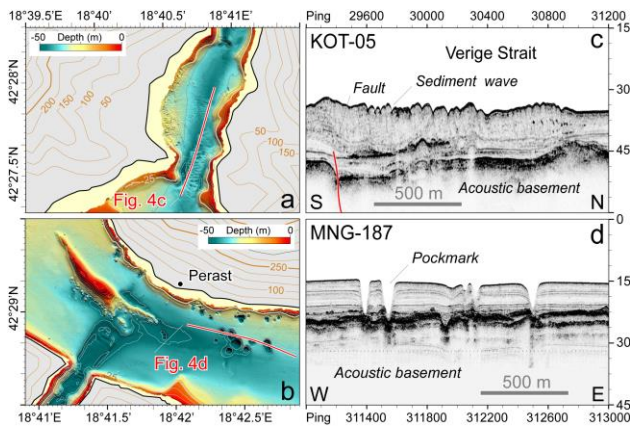 18°39.5' 18°40' 18°40.5' 18°41'
-50 Depth (m) 0
42°28'N
42°27.5'N
200
150
100
50
50
100
150
25
Fig. 4c
a
-50 Depth (m) 0
250
100
Perast
42°29'N
25
Fig. 4d
b
18°41'E 18°41.5' 18°42' 18°42.5'
Ping 29600 30000 30400 31200
KOT-05
Verige Strait
c
Fault
Sediment wave
0
15
45
S
500 m
Acoustic basement
N
60
0
MNG-187
d
Pockmark
15
30
W
Acoustic basement
500 m
E
45
Ping 311400 311800 312200 312600 313000